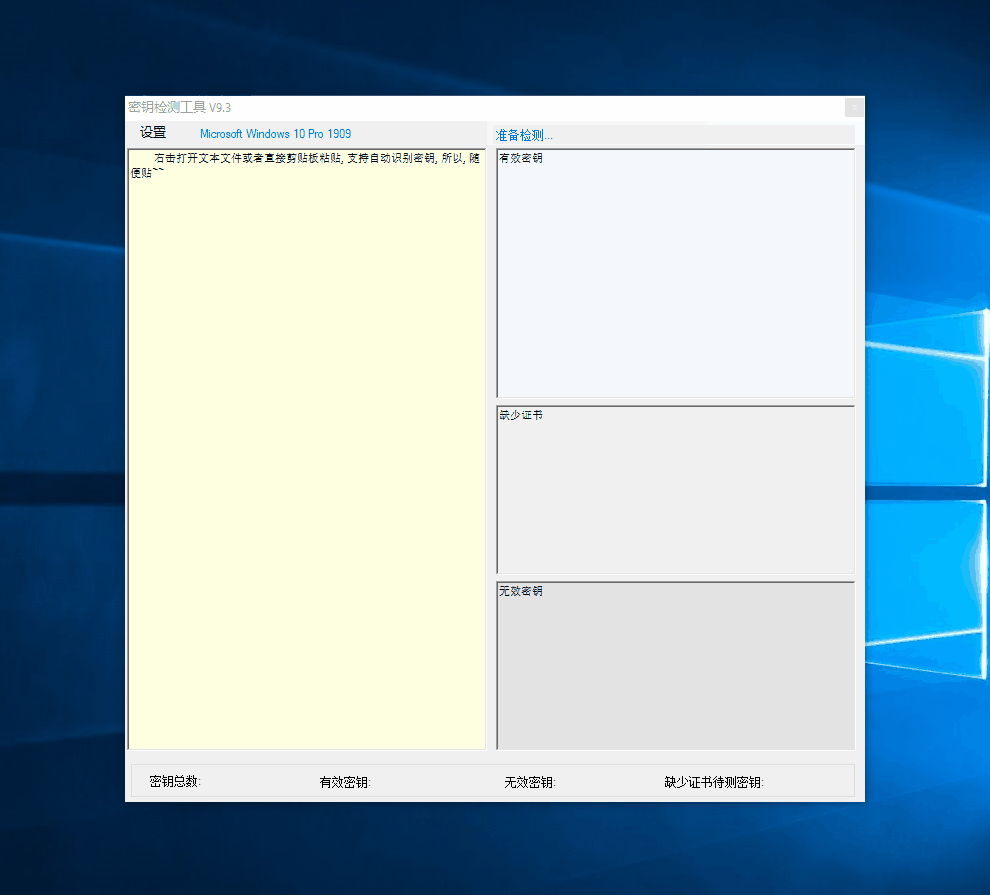 密钥检测工具 V9.3
设置
Microsoft Windows 10 Pro 1909
准备检测...
右击打开文本文件或者直接剪贴板粘贴, 支持自动识别密钥, 所以, 随
便贴~~
有效密钥
缺少证书
无效密钥
密钥总数:
有效密钥:
无效密钥:
缺少证书待测密钥: